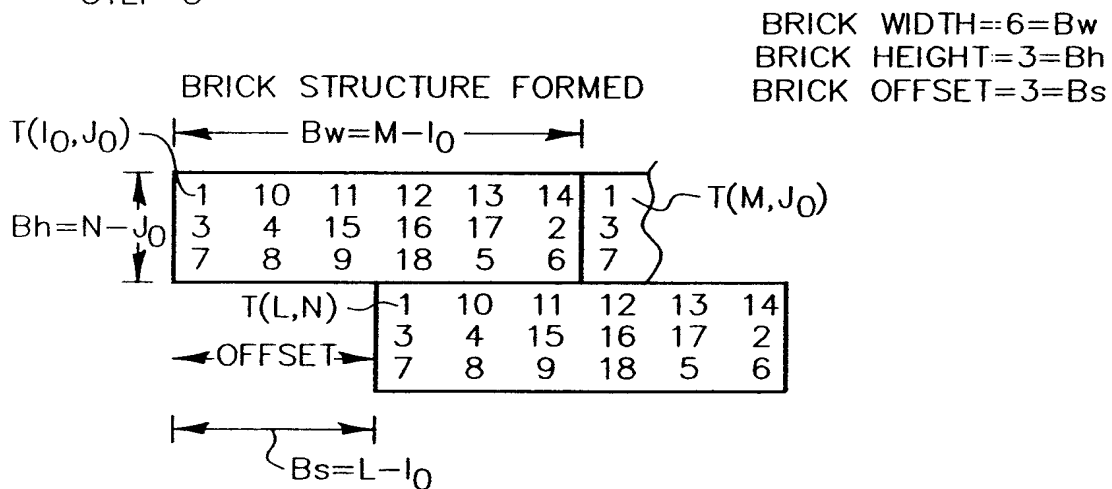 BRICK WIDTH=6=Bw
BRICK HEIGHT=3=Bh
BRICK STRUCTURE FORMED
BRICK OFFSET=3=Bs
T(I0,J0)
Bw=M-I0
1 10 11 12 13 14 1
T(M,J0)
Bh=N-J0
3 4 15 16 17 2 3
7 8 9 18 5 6 7
T(L,N)
1 10 11 12 13 14
3 4 15 16 17 2
OFFSET
7 8 9 18 5 6
Bs=L-I0